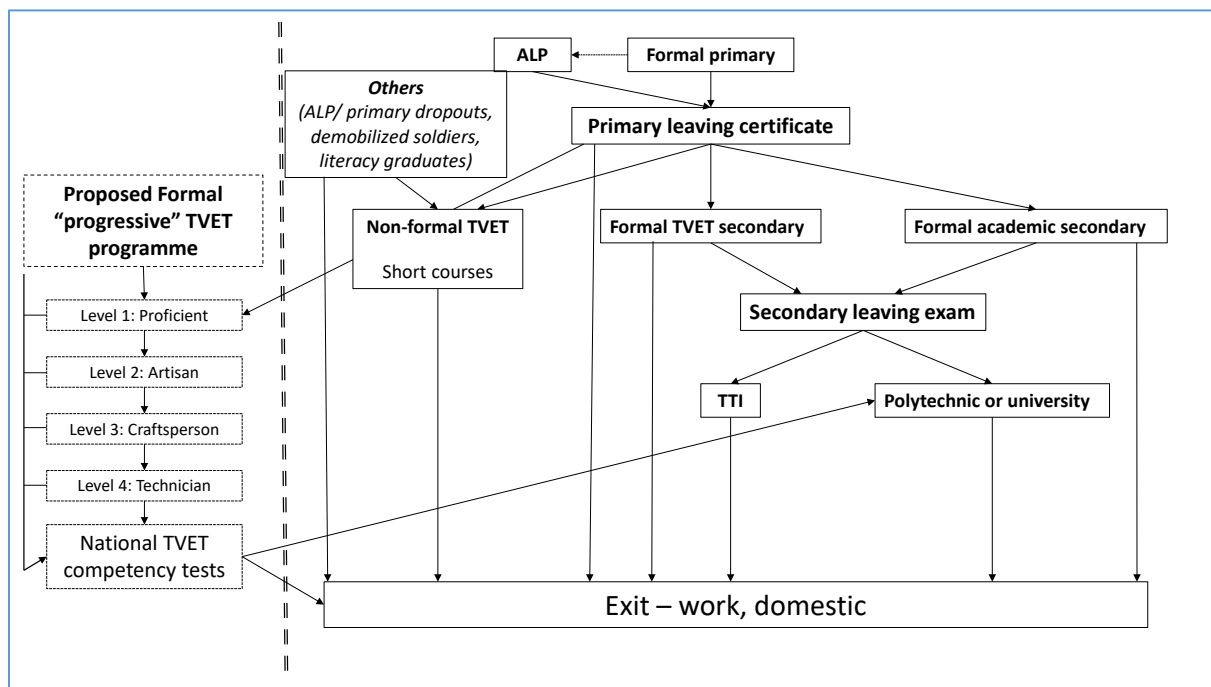 ALP
Formal primary
Others
(ALP/ primary dropouts,
demobilized soldiers,
literacy graduates)
Primary leaving certificate
Proposed Formal
“progressive” TVET
programme
Non-formal TVET
Short courses
Formal TVET secondary
Formal academic secondary
Level 1: Proficient
Secondary leaving exam
Level 2: Artisan
TTI
Polytechnic or university
Level 3: Craftsperson
Level 4: Technician
National TVET
competency tests
Exit – work, domestic